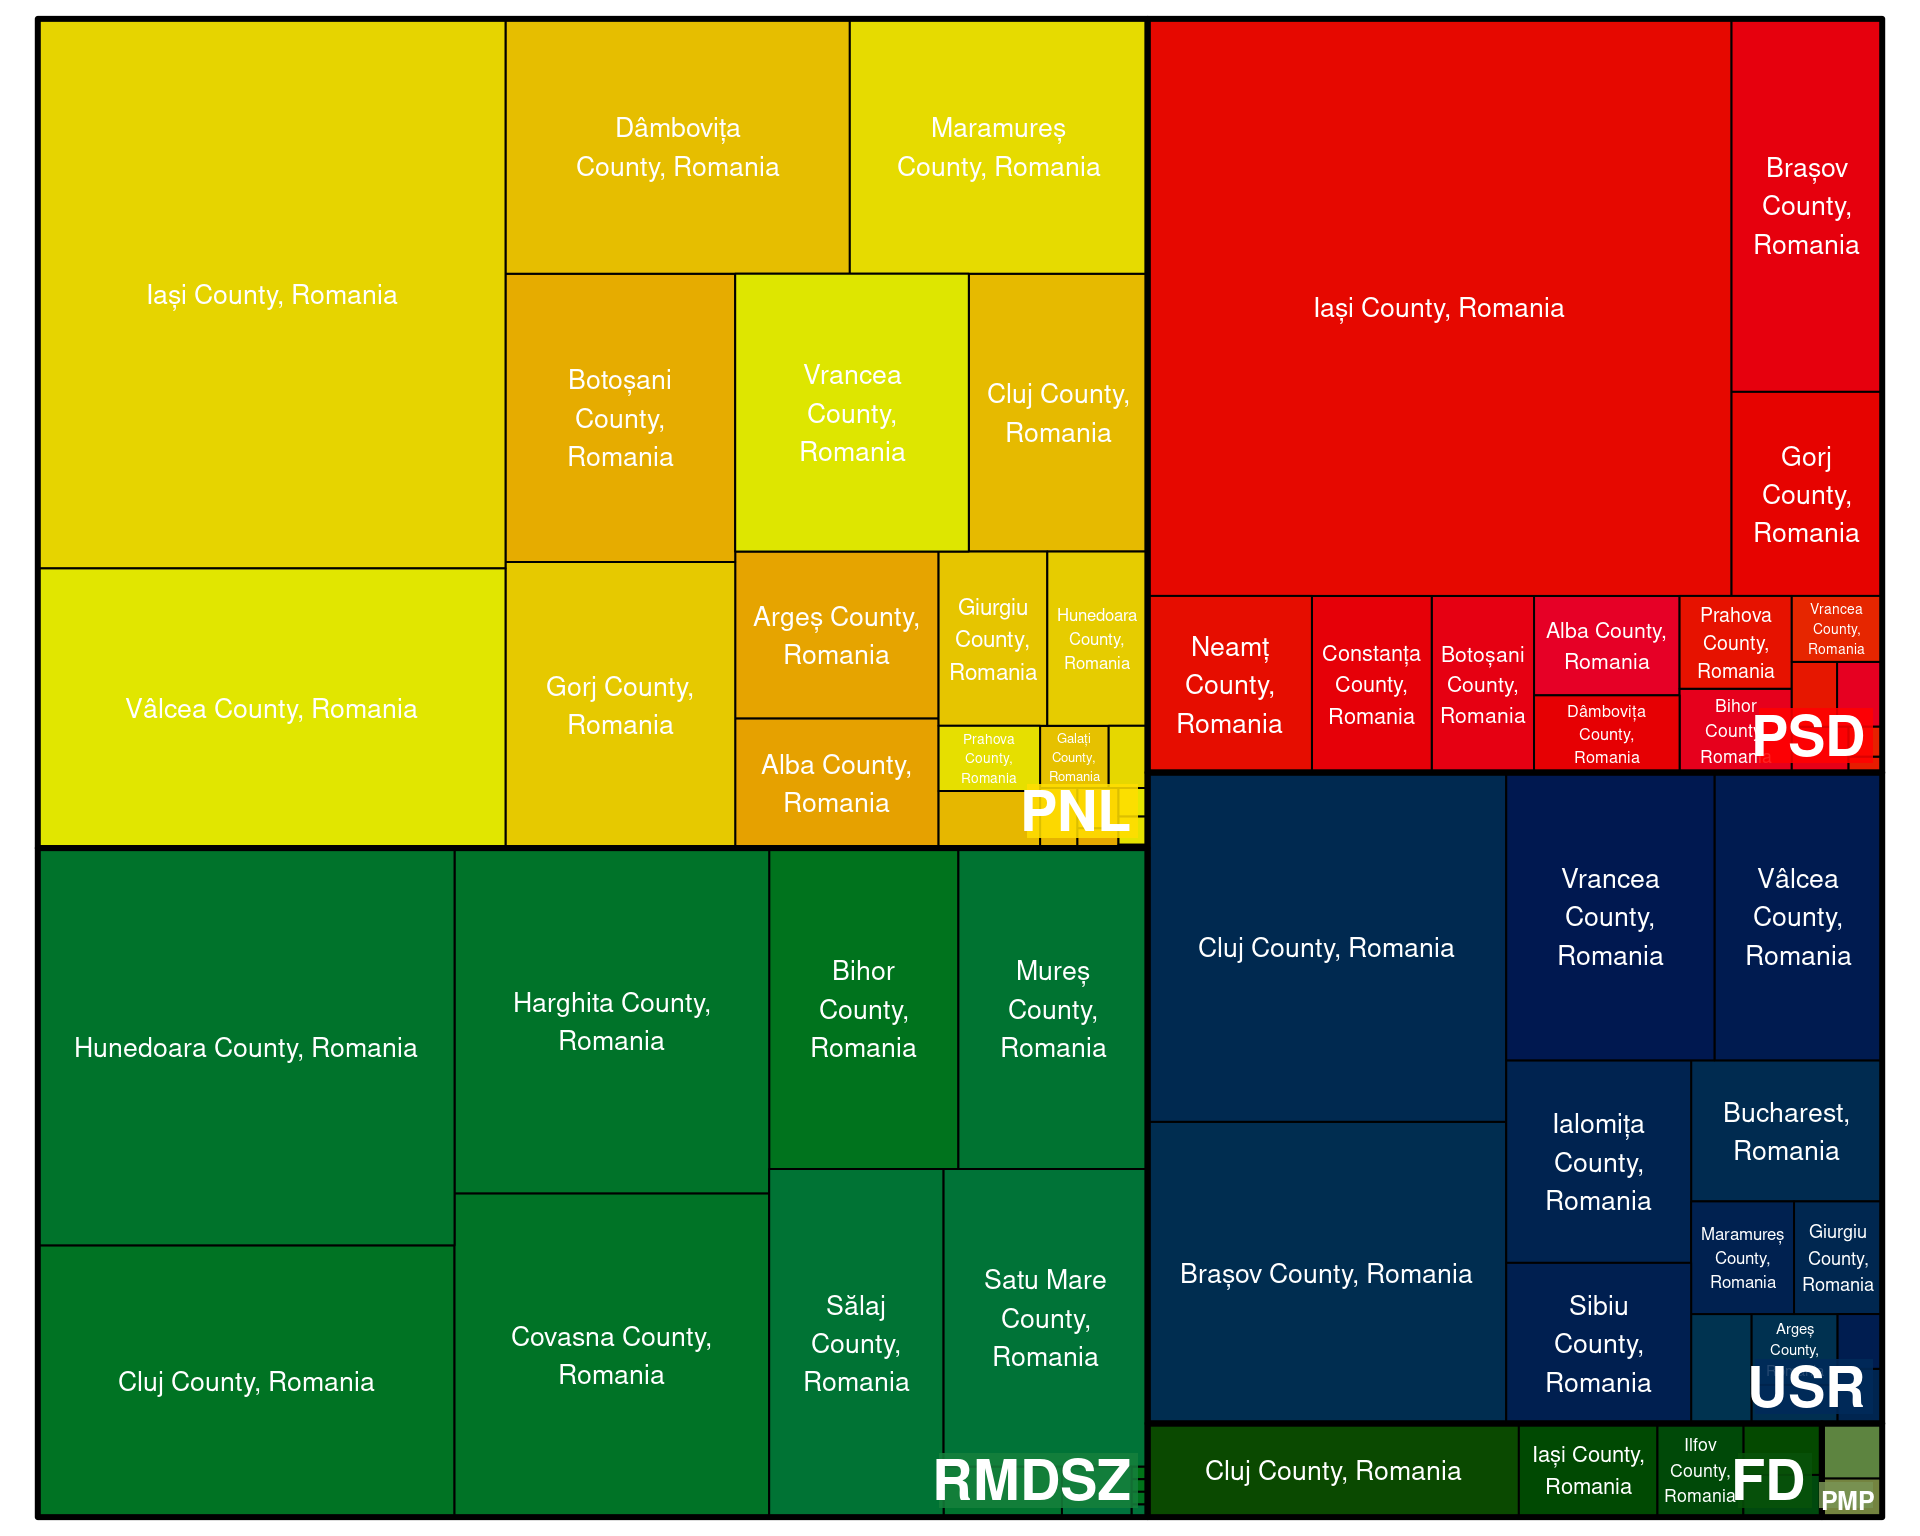 Iași County, Romania
Dâmbovița
County, Romania
Maramureș
County, Romania
Botoșani
County,
Romania
Vrancea
County,
Romania
Cluj County,
Romania
Vâlcea County, Romania
Gorj County,
Romania
Argeș County,
Romania
Giurgiu
County,
Romania
Hunedoara
County,
Romania
Alba County,
Romania
Prahova
County,
Romania
Galați
County,
Romania
PNL
Iași County, Romania
Brașov
County,
Romania
Gorj
County,
Romania
Neamț
County,
Romania
Constanța
County,
Romania
Botoșani
County,
Romania
Alba County,
Romania
Dâmbovița
County,
Romania
Prahova
County,
Romania
Vrancea
County,
Romania
Bihor
County
Romania
PSD
Hunedoara County, Romania
Harghita County,
Romania
Bihor
County,
Romania
Mureș
County,
Romania
Cluj County, Romania
Covasna County,
Romania
Sălaj
County,
Romania
Satu Mare
County,
Romania
RMDSZ
Cluj County, Romania
Vrancea
County,
Romania
Vâlcea
County,
Romania
Brașov County, Romania
Ialomița
County,
Romania
Bucharest,
Romania
Sibiu
County,
Romania
Maramureș
County,
Romania
Giurgiu
County,
Romania
Argeș
County,
USR
Cluj County, Romania
Iași County,
Romania
Ilfov
County,
Romania
FD
PMP